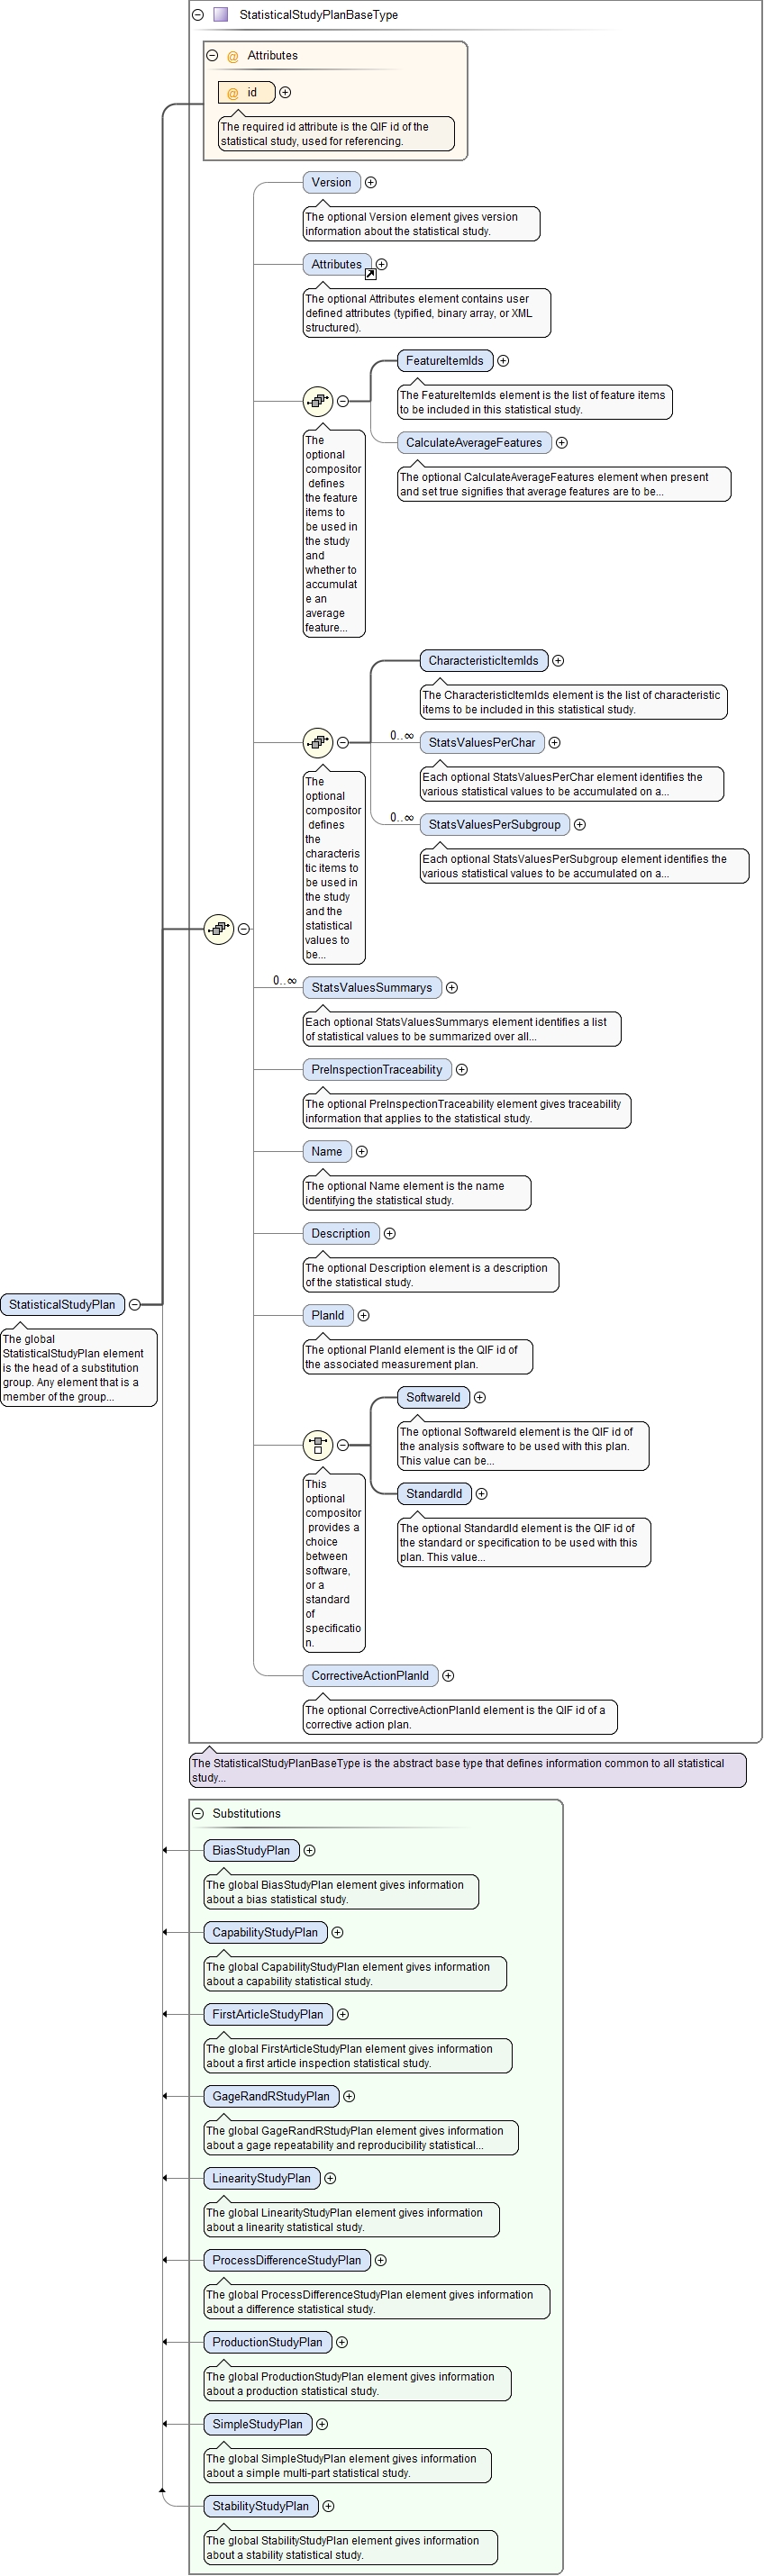 StatisticalStudyPlanBaseType
@ Attributes
@ id
The required id attribute is the QIF id of the
statistical study, used for referencing.
Version
The optional Version element gives version
information about the statistical study.
Attributes
The optional Attributes element contains user
defined attributes (typified, binary array, or XML
structured).
FeatureItemIds
The FeatureItemIds element is the list of feature items
to be included in this statistical study.
CalculateAverageFeatures
The optional CalculateAverageFeatures element when present
and set true signifies that average features are to be...
The
optional
compositor
defines
the feature
items to
be used in
the study
and
whether to
accumulat
e an
average
feature...
CharacteristicItemIds
The CharacteristicItemIds element is the list of characteristic
items to be included in this statistical study.
0..∞
StatsValuesPerChar
Each optional StatsValuesPerChar element identifies the
various statistical values to be accumulated on a...
0..∞
StatsValuesPerSubgroup
Each optional StatsValuesPerSubgroup element identifies the
various statistical values to be accumulated on a...
The
optional
compositor
defines
the
characteris
tic items to
be used in
the study
and the
statistical
values to
be...
0..∞
StatsValuesSummarys
Each optional StatsValuesSummarys element identifies a list
of statistical values to be summarized over all...
PreInspectionTraceability
The optional PreInspectionTraceability element gives traceability
information that applies to the statistical study.
Name
The optional Name element is the name
identifying the statistical study.
Description
The optional Description element is a description
of the statistical study.
StatisticalStudyPlan
The global
StatisticalStudyPlan element
is the head of a substitution
group. Any element that is a
member of the group...
PlanId
The optional PlanId element is the QIF id of
the associated measurement plan.
SoftwareId
The optional SoftwareId element is the QIF id of
the analysis software to be used with this plan.
This value can be...
StandardId
The optional StandardId element is the QIF id of
the standard or specification to be used with this
plan. This value...
This
optional
compositor
provides a
choice
between
software,
or a
standard
of
specificatio
n.
CorrectiveActionPlanId
The optional CorrectiveActionPlanId element is the QIF id of a
corrective action plan.
The StatisticalStudyPlanBaseType is the abstract base type that defines information common to all statistical
study...
Substitutions
BiasStudyPlan
The global BiasStudyPlan element gives information
about a bias statistical study.
CapabilityStudyPlan
The global CapabilityStudyPlan element gives information
about a capability statistical study.
FirstArticleStudyPlan
The global FirstArticleStudyPlan element gives information
about a first article inspection statistical study.
GageRandRStudyPlan
The global GageRandRStudyPlan element gives information
about a gage repeatability and reproducibility statistical...
LinearityStudyPlan
The global LinearityStudyPlan element gives information
about a linearity statistical study.
ProcessDifferenceStudyPlan
The global ProcessDifferenceStudyPlan element gives information
about a difference statistical study.
ProductionStudyPlan
The global ProductionStudyPlan element gives information
about a production statistical study.
SimpleStudyPlan
The global SimpleStudyPlan element gives information
about a simple multi-part statistical study.
StabilityStudyPlan
The global StabilityStudyPlan element gives information
about a stability statistical study.